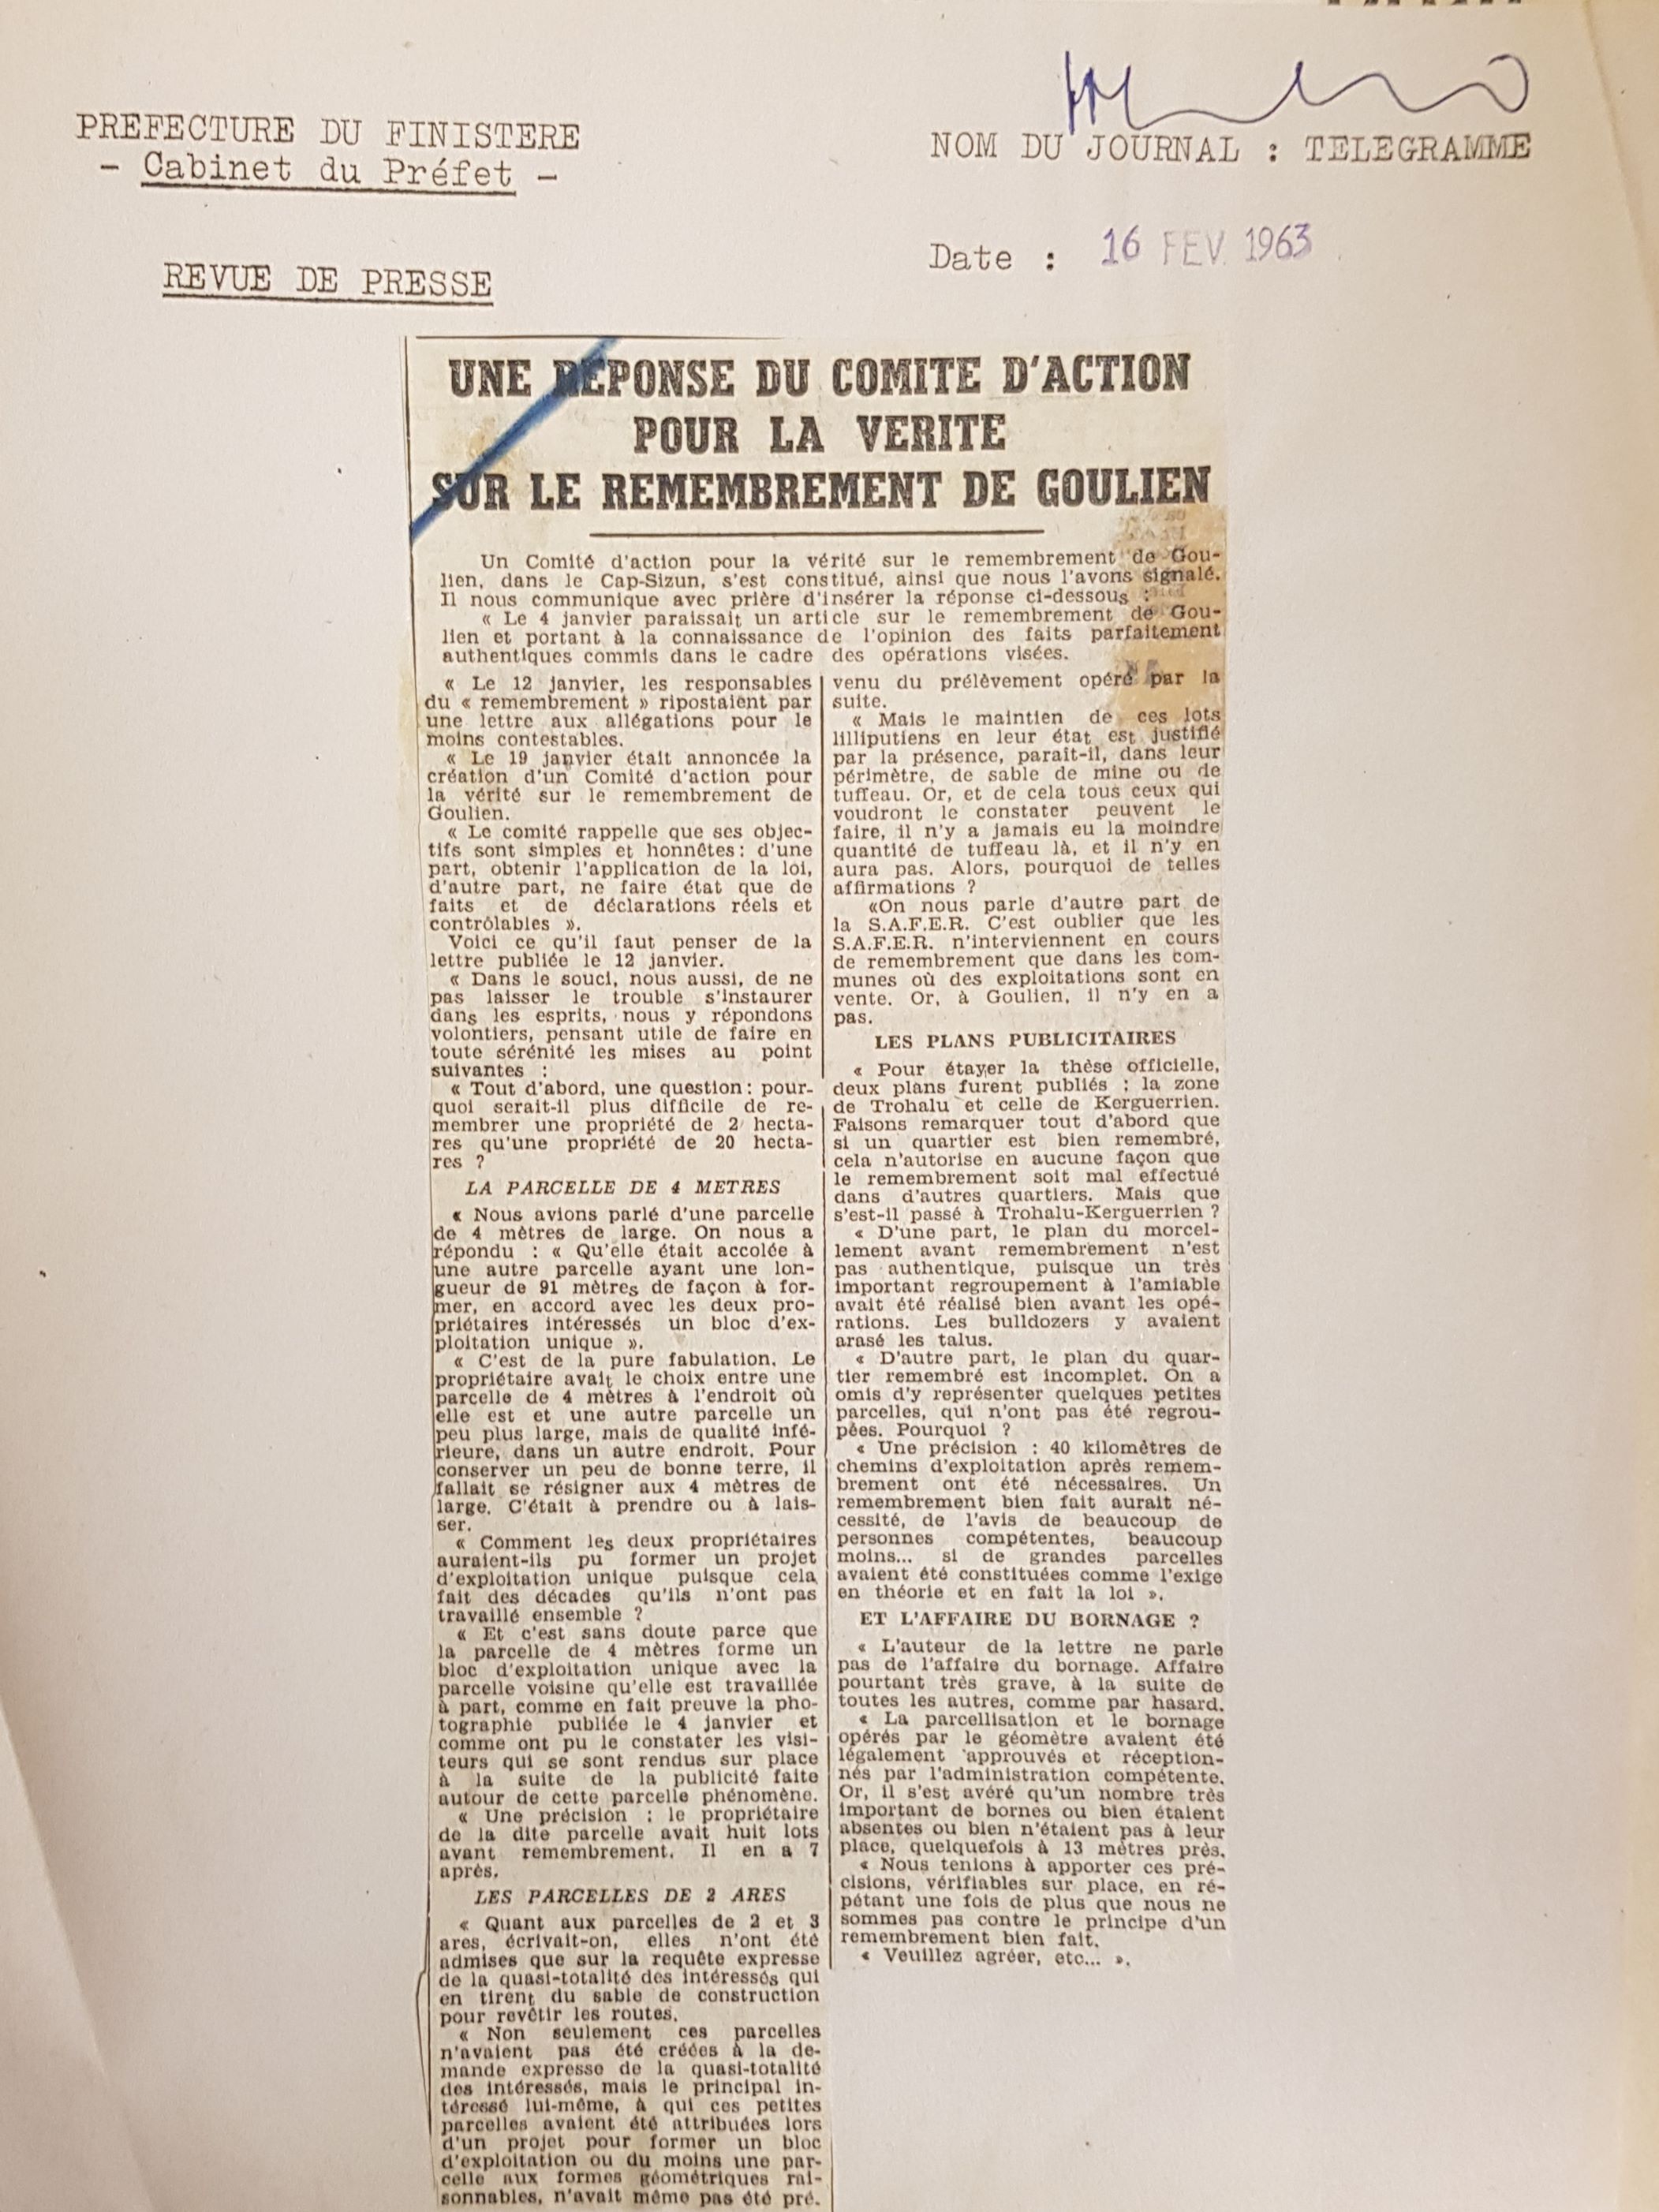 PREFECTURE DU FINISTERE
- Cabinet du Préfet -
REVUE DE PRESSE
NOM DU JOURNAL : TELEGRAMME
Date : 16 FEV. 1963
UNE REPONSE DU COMITE D'ACTION
POUR LA VERITE
SUR LE REMEMBREMENT DE GOULIEN
Un Comité d'action pour la vérité sur le remembrement de Gou-
lien, dans le Cap-Sizun, s'est constitué, ainsi que nous l'avons signalé.
Il nous communique avec prière d'insérer la réponse ci-dessous :
« Le 4 janvier paraissait un article sur le remembrement de Gou-
lien et portant à la connaissance de l'opinion des faits parfaitement
authentiques commis dans le cadre des opérations visées.
« Le 12 janvier, les responsables
du « remembrement » ripostaient par
une lettre aux allégations pour le
moins contestables.
« Le 19 janvier était annoncée la
création d'un Comité d'action pour
la vérité sur le remembrement de
Goulien.
« Le comité rappelle que ses objec-
tifs sont simples et honnêtes : d'une
part, obtenir l'application de la loi,
d'autre part, ne faire état que de
faits et de déclarations réels et
contrôlables ».
Voici ce qu'il faut penser de la
lettre publiée le 12 janvier.
« Dans le souci, nous aussi, de ne
pas laisser le trouble s'instaurer
dans les esprits, nous y répondons
volontiers, pensant utile de faire en
toute sérénité les mises au point
suivantes :
« Tout d'abord, une question : pour-
quoi serait-il plus difficile de re-
membrer une propriété de 2 hecta-
res qu'une propriété de 20 hecta-
res ?
LA PARCELLE DE 4 METRES
« Nous avions parlé d'une parcelle
de 4 mètres de large. On nous a
répondu : « Qu'elle était accolée à
une autre parcelle ayant une lon-
gueur de 91 mètres de façon à for-
mer, en accord avec les deux pro-
priétaires intéressés un bloc d'ex-
ploitation unique ».
« C'est de la pure fabulation. Le
propriétaire avait le choix entre une
parcelle de 4 mètres à l'endroit où
elle est et une autre parcelle un
peu plus large, mais de qualité infé-
rieure, dans un autre endroit. Pour
conserver un peu de bonne terre, il
fallait se résigner aux 4 mètres de
large. C'était à prendre ou à lais-
ser.
« Comment les deux propriétaires
auraient-ils pu former un projet
d'exploitation unique puisque cela
fait des décades qu'ils n'ont pas
travaillé ensemble ?
« Et c'est sans doute parce que
la parcelle de 4 mètres forme un
bloc d'exploitation unique avec la
parcelle voisine qu'elle est travaillée
à part, comme en fait preuve la pho-
tographie publiée le 4 janvier et
comme ont pu le constater les visi-
teurs qui se sont rendus sur place
à la suite de la publicité faite
autour de cette parcelle phénomène.
« Une précision : le propriétaire
de la dite parcelle avait huit lots
avant remembrement. Il en a 7
après.
LES PARCELLES DE 2 ARES
« Quant aux parcelles de 2 et 3
ares, écrivait-on, elles n'ont été
admises que sur la requête expresse
de la quasi-totalité des intéressés qui
en tirent du sable de construction
pour revêtir les routes.
« Non seulement ces parcelles
n'avaient pas été créées à la de-
mande expresse de la quasi-totalité
des intéressés, mais le principal in-
téressé lui-même, à qui ces petites
parcelles avaient été attribuées lors
d'un projet pour former un bloc
d'exploitation ou du moins une par-
celle aux formes géométriques rai-
sonnables, n'avait même pas été pré-
venu du prélèvement opéré par la
suite.
« Mais le maintien de ces lots
lilliputiens en leur état est justifié
par la présence, paraît-il, dans leur
périmètre, de sable de mine ou de
tuffeau. Or, et de cela tous ceux qui
voudront le constater peuvent le
faire, il n'y a jamais eu la moindre
quantité de tuffeau là, et il n'y en
aura pas. Alors, pourquoi de telles
affirmations ?
«On nous parle d'autre part de
la S.A.F.E.R. C'est oublier que les
S.A.F.E.R. n'interviennent en cours
de remembrement que dans les com-
munes où des exploitations sont en
vente. Or, à Goulien, il n'y en a
pas.
LES PLANS PUBLICITAIRES
« Pour étayer la thèse officielle,
deux plans furent publiés : la zone
de Trohalu et celle de Kerguerrien.
Faisons remarquer tout d'abord que
si un quartier est bien remembré,
cela n'autorise en aucune façon que
le remembrement soit mal effectué
dans d'autres quartiers. Mais que
s'est-il passé à Trohalu-Kerguerrien ?
« D'une part, le plan du morcel-
lement avant remembrement n'est
pas authentique, puisque un très
important regroupement à l'amiable
avait été réalisé bien avant les opé-
rations. Les bulldozers y avaient
arasé les talus.
« D'autre part, le plan du quar-
tier remembré est incomplet. On a
omis d'y représenter quelques petites
parcelles, qui n'ont pas été regrou-
pées. Pourquoi ?
« Une précision : 40 kilomètres de
chemins d'exploitation après remem-
brement ont été nécessaires. Un
remembrement bien fait aurait né-
cessité, de l'avis de beaucoup de
personnes compétentes, beaucoup
moins... si de grandes parcelles
avaient été constituées comme l'exige
en théorie et en fait la loi ».
ET L'AFFAIRE DU BORNAGE ?
« L'auteur de la lettre ne parle
pas de l'affaire du bornage. Affaire
pourtant très grave, à la suite de
toutes les autres, comme par hasard.
« La parcellisation et le bornage
opérés par le géomètre avaient été
légalement approuvés et réception-
nés par l'administration compétente.
Or, il s'est avéré qu'un nombre très
important de bornes ou bien étaient
absentes ou bien n'étaient pas à leur
place, quelquefois à 13 mètres près.
« Nous tenions à apporter ces pré-
cisions, vérifiables sur place, en ré-
pétant une fois de plus que nous ne
sommes pas contre le principe d'un
remembrement bien fait.
« Veuillez agréer, etc... ».